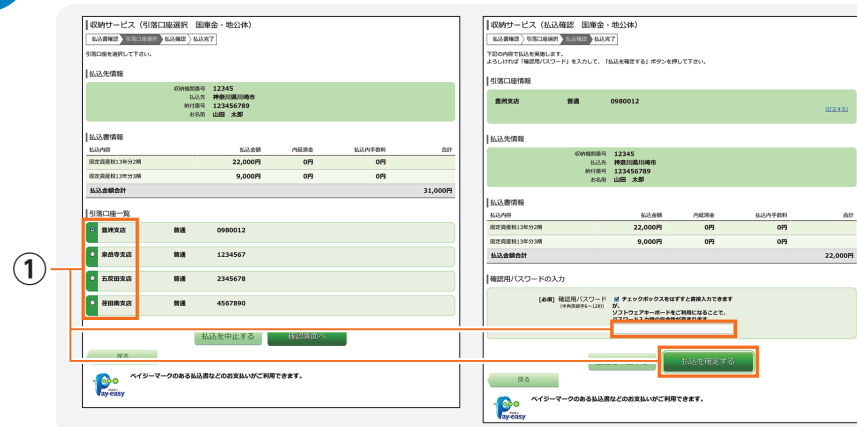 収納サービス（引落口座選択　国庫金・地公体）
払込書確認 引落口座選択 払込確認 払込完了
引落口座を選択して下さい。
払込先情報
収納機関番号 12345
払込先 神奈川県川崎市
納付番号 123456789
お名前 山田 太郎
払込書情報
払込内容 払込金額 内延滞金 払込内手数料 合計
固定資産税13年分2期 22,000円 0円 0円
固定資産税13年分3期 9,000円 0円 0円
払込金額合計 31,000円
引落口座一覧
豊洲支店 普通 0980012
泉岳寺支店 普通 1234567
五反田支店 普通 2345678
荏田南支店 普通 4567890
払込を中止する 確認画面へ
戻る
Pay-easy
ペイジーマークのある払込書などのお支払いがご利用できます。
1
収納サービス（払込確認　国庫金・地公体）
払込書確認 引落口座選択 払込確認 払込完了
下記の内容で払込を実施します。
よろしければ「確認用パスワード」を入力して、「払込を確定する」ボタンを押して下さい。
引落口座情報
豊洲支店 普通 0980012
[訂正する]
払込先情報
収納機関番号 12345
払込先 神奈川県川崎市
納付番号 123456789
お名前 山田 太郎
払込書情報
払込内容 払込金額 内延滞金 払込内手数料 合計
固定資産税13年分2期 22,000円 0円 0円
固定資産税13年分3期 9,000円 0円 0円
払込金額合計 22,000円
確認用パスワードの入力
[必須] 確認用パスワード チェックボックスをはずすと直接入力できます
(半角英数字6～12桁) が、
ソフトウェアキーボードをご利用になることで、
払込を確定する
戻る
Pay-easy
ペイジーマークのある払込書などのお支払いがご利用できます。